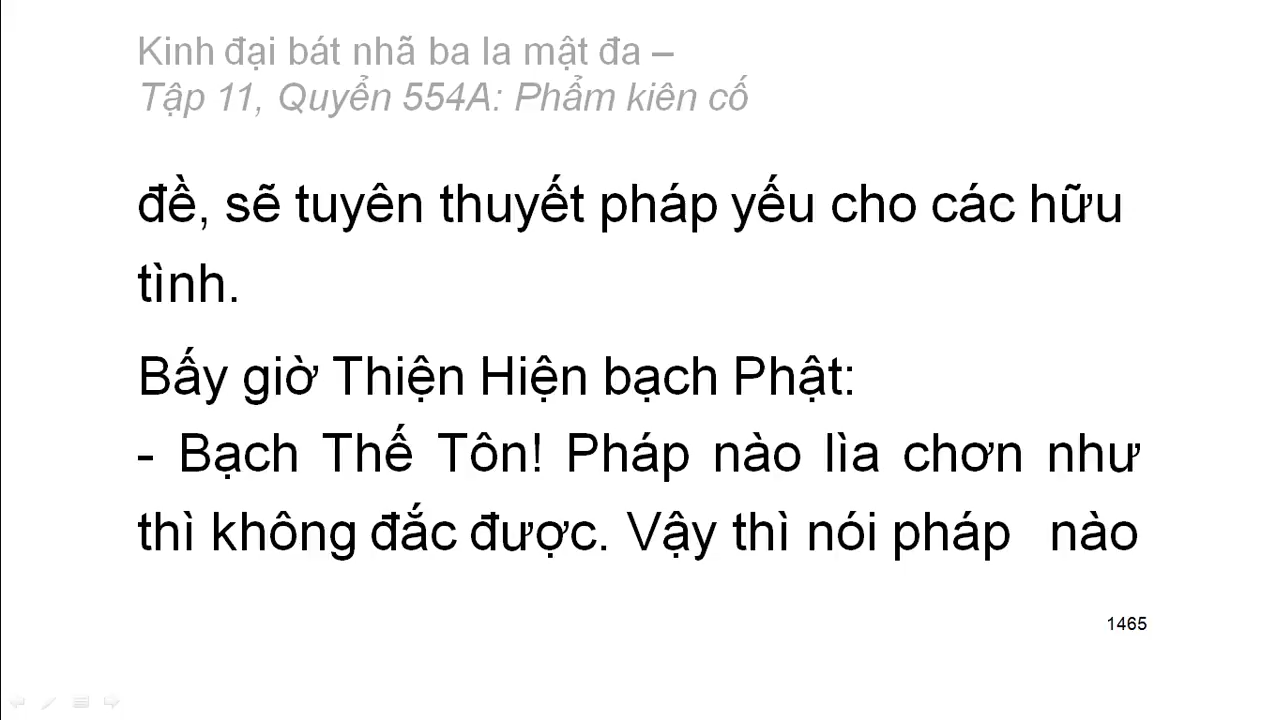 Kinh đại bát nhã ba la mật đa –
Tập 11, Quyển 554A: Phẩm kiên cố
đề, sẽ tuyên thuyết pháp yếu cho các hữu
tình.
Bấy giờ Thiện Hiện bạch Phật:
- Bạch Thế Tôn! Pháp nào lìa chơn như
thì không đắc được. Vậy thì nói pháp nào
1465